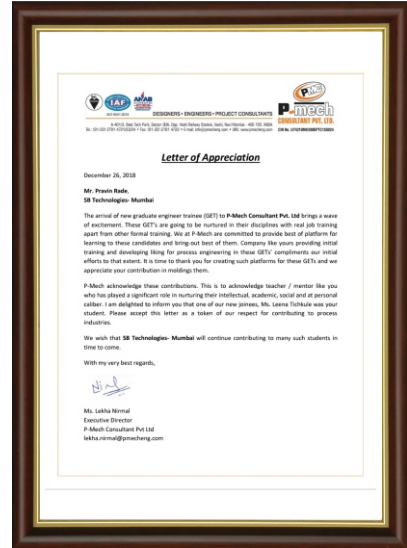 IAF
AKAB
DESIGNERS • ENGINEERS • PROJECT CONSULTANTS
P-mech
CONSULTANT PVT. LTD.
Letter of Appreciation
December 26, 2018
Mr. Pravin Rade,
SB Technologies- Mumbai
The arrival of new graduate engineer trainee (GET) to P-Mech Consultant Pvt. Ltd brings a wave
of excitement. These GET's are going to be nurtured in their disciplines with real job training
apart from other formal training. We at P-Mech are committed to provide best of platform for
learning to these candidates and bring-out best of them. Company like yours providing initial
training and developing liking for process engineering in these GETs' compliments our initial
efforts to that extent. It is time to thank you for creating such platforms for these GETs and we
appreciate your contribution in moldings them.
P-Mech acknowledge these contributions. This is to acknowledge teacher / mentor like you
who has played a significant role in nurturing their intellectual, academic, social and at personal
caliber. I am delighted to inform you that one of our new joinees, Ms. Leena Tichkule was your
student. Please accept this letter as a token of our respect for contributing to process
industries.
We wish that SB Technologies- Mumbai will continue contributing to many such students in
time to come.
With my very best regards,
Ms. Lekha Nirmal
Executive Director
P-Mech Consultant Pvt Ltd
lekha.nirmal@pmecheng.com